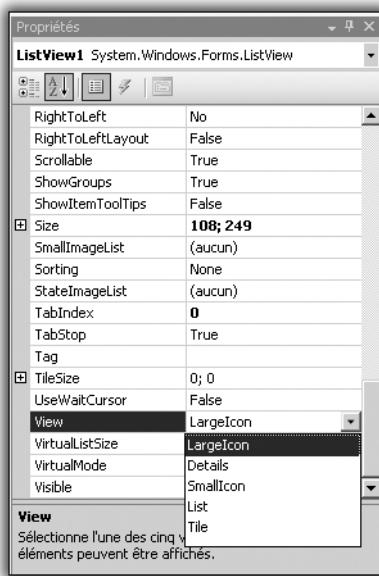 Propriétés
ListView1 System.Windows.Forms.ListView
RightToLeft No
RightToLeftLayout False
Scrollable True
ShowGroups True
ShowItemToolTips False
Size 108; 249
SmallImageList (aucun)
Sorting None
StateImageList (aucun)
TabIndex 0
TabStop True
Tag
TileSize 0; 0
UseWaitCursor False
View LargeIcon
VirtualListSize LargeIcon
VirtualMode Details
Visible SmallIcon
List
Tile
View
Sélectionne l'une des cinq
éléments peuvent être affichés.